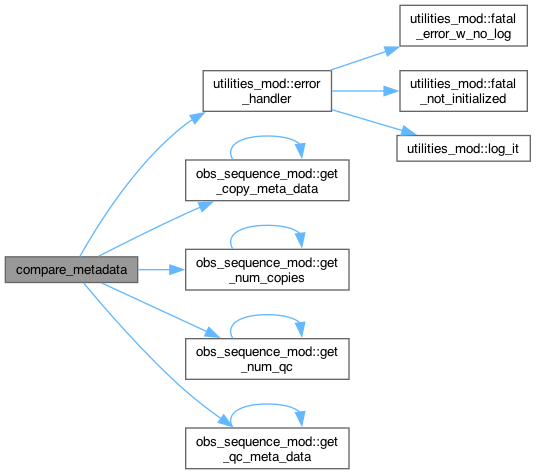 utilities_mod::fatal
_error_w_no_log
utilities_mod::error
_handler
utilities_mod::fatal
_not_initialized
utilities_mod::log_it
obs_sequence_mod::get
_copy_meta_data
compare_metadata
obs_sequence_mod::get
_num_copies
obs_sequence_mod::get
_num_qc
obs_sequence_mod::get
_qc_meta_data